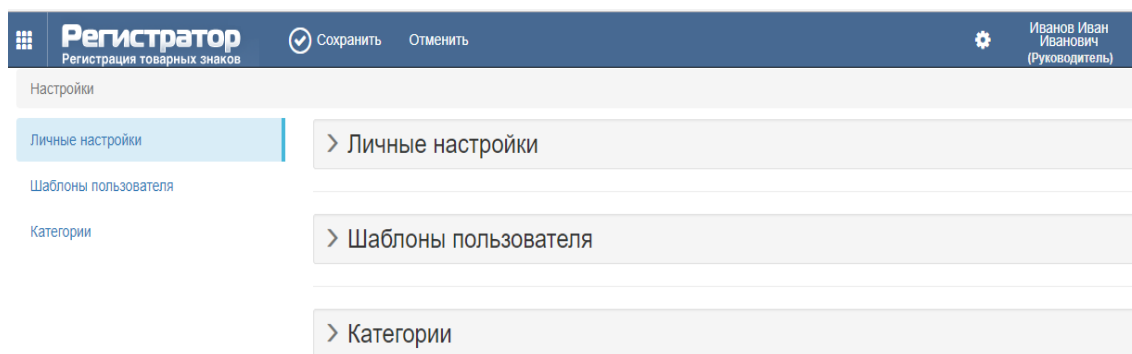 Регистратор
Регистрация товарных знаков
Сохранить
Отменить
Иванов Иван
Иванович
(Руководитель)
Настройки
Личные настройки
Шаблоны пользователя
Категории
Личные настройки
Шаблоны пользователя
Категории